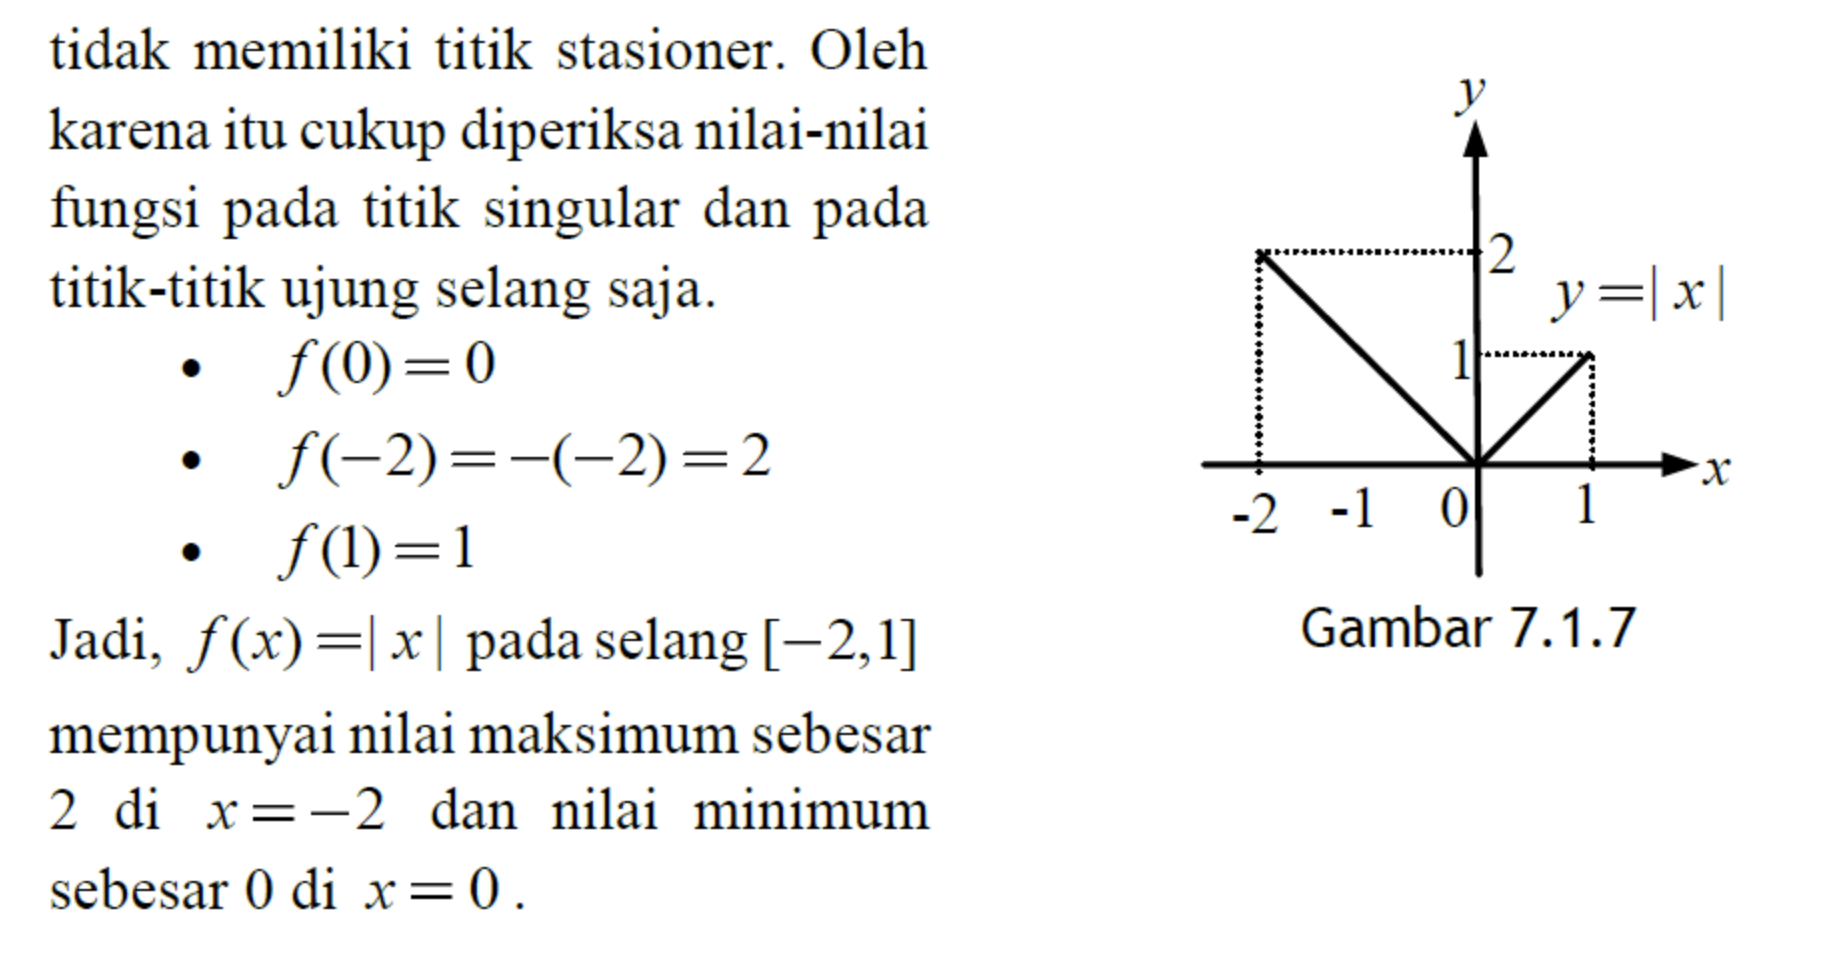 tidak memiliki titik stasioner. Oleh
karena itu cukup diperiksa nilai-nilai
fungsi pada titik singular dan pada
titik-titik ujung selang saja.
• f(0)=0
• f(−2)=−(−2)=2
• f(1)=1
Jadi, f(x)=|x| pada selang [−2,1]
mempunyai nilai maksimum sebesar
2 di x=−2 dan nilai minimum
sebesar 0 di x=0.
y
2
y=|x|
1
x
-2 -1 0 1
Gambar 7.1.7